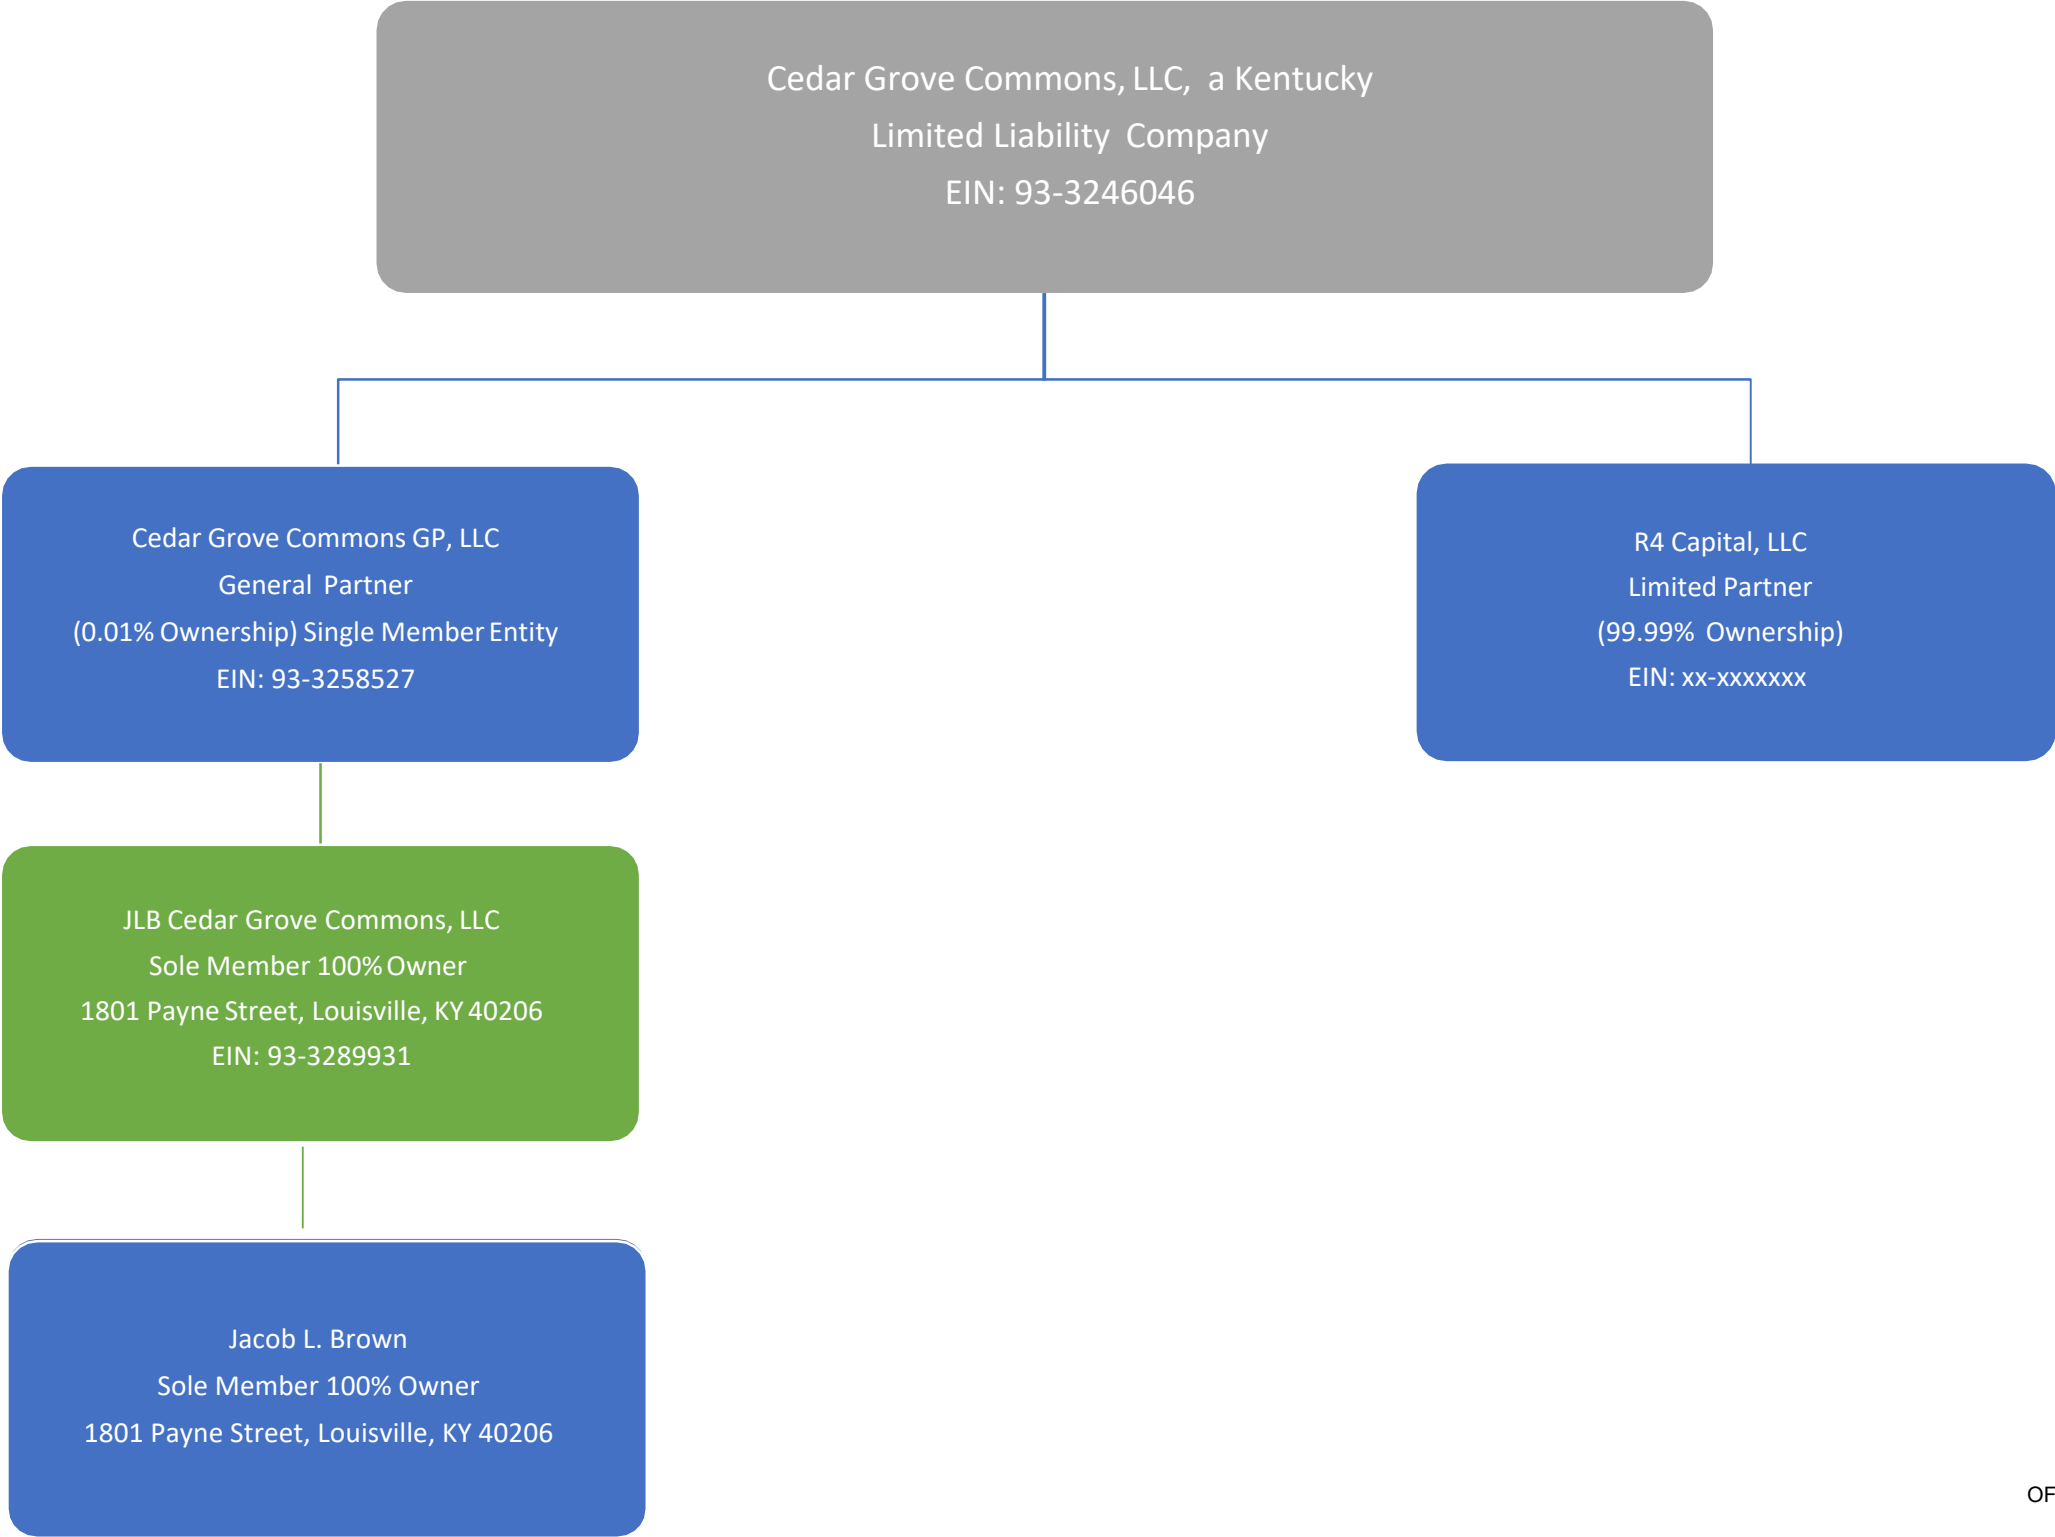 Cedar Grove Commons, LLC, a Kentucky
Limited Liability Company
EIN: 93-3246046
Cedar Grove Commons GP, LLC
General Partner
(0.01% Ownership) Single Member Entity
EIN: 93-3258527
R4 Capital, LLC
Limited Partner
(99.99% Ownership)
EIN: xx-xxxxxxx
JLB Cedar Grove Commons, LLC
Sole Member 100% Owner
1801 Payne Street, Louisville, KY 40206
EIN: 93-3289931
Jacob L. Brown
Sole Member 100% Owner
1801 Payne Street, Louisville, KY 40206
OF